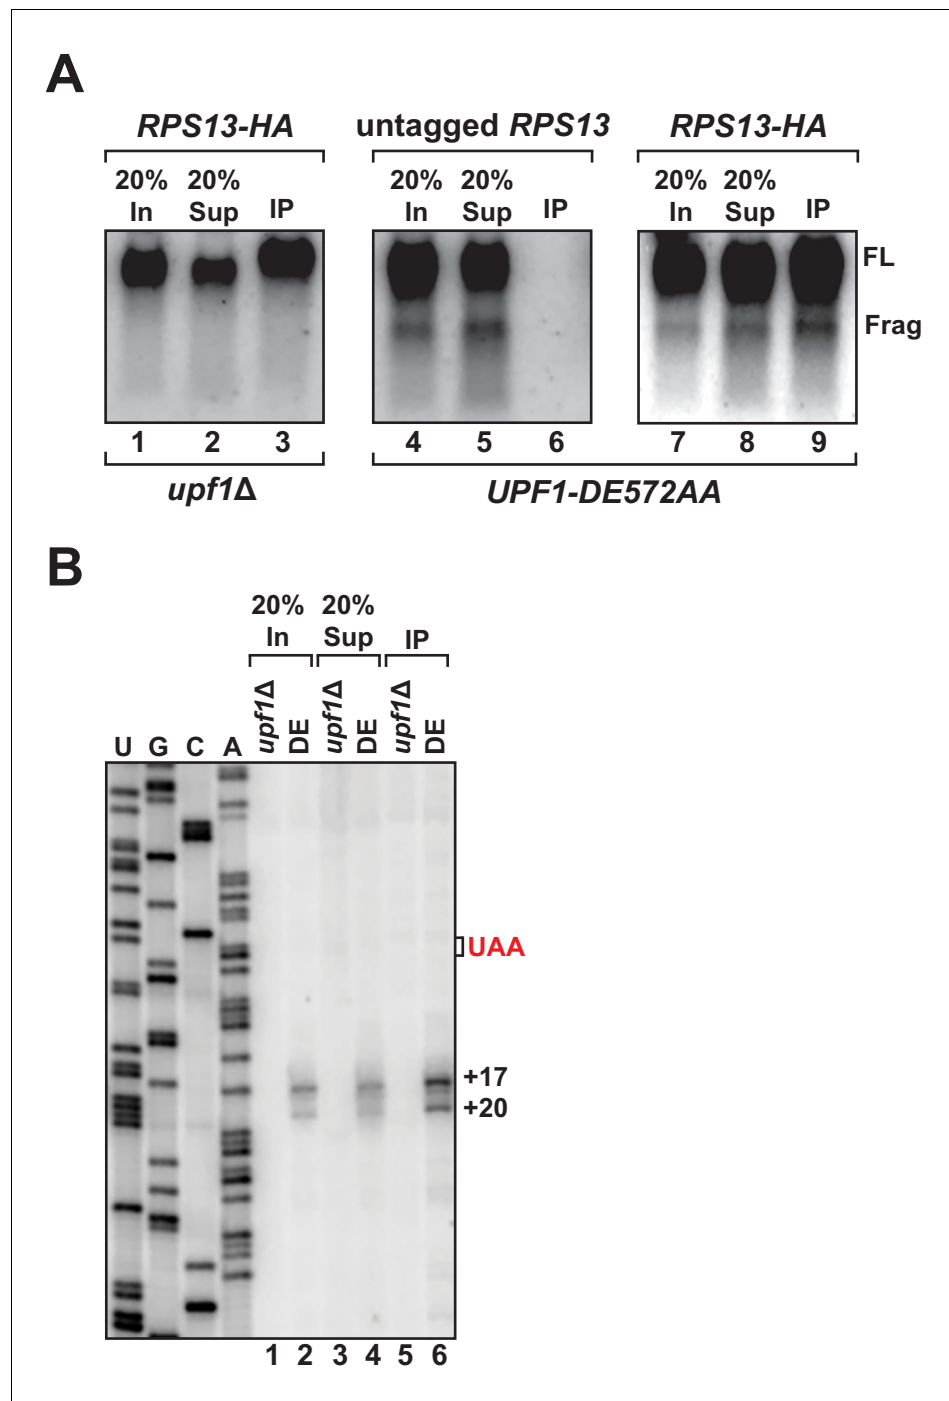 A
RPS13-HA untagged RPS13 RPS13-HA
20% 20% 20% 20% 20% 20%
In Sup IP In Sup IP In Sup IP
FL
Frag
1 2 3 4 5 6 7 8 9
upf1Δ UPF1-DE572AA
B
20% 20%
In Sup IP
U G C A upf1Δ DE upf1Δ DE upf1Δ DE
UAA
+17
+20
1 2 3 4 5 6